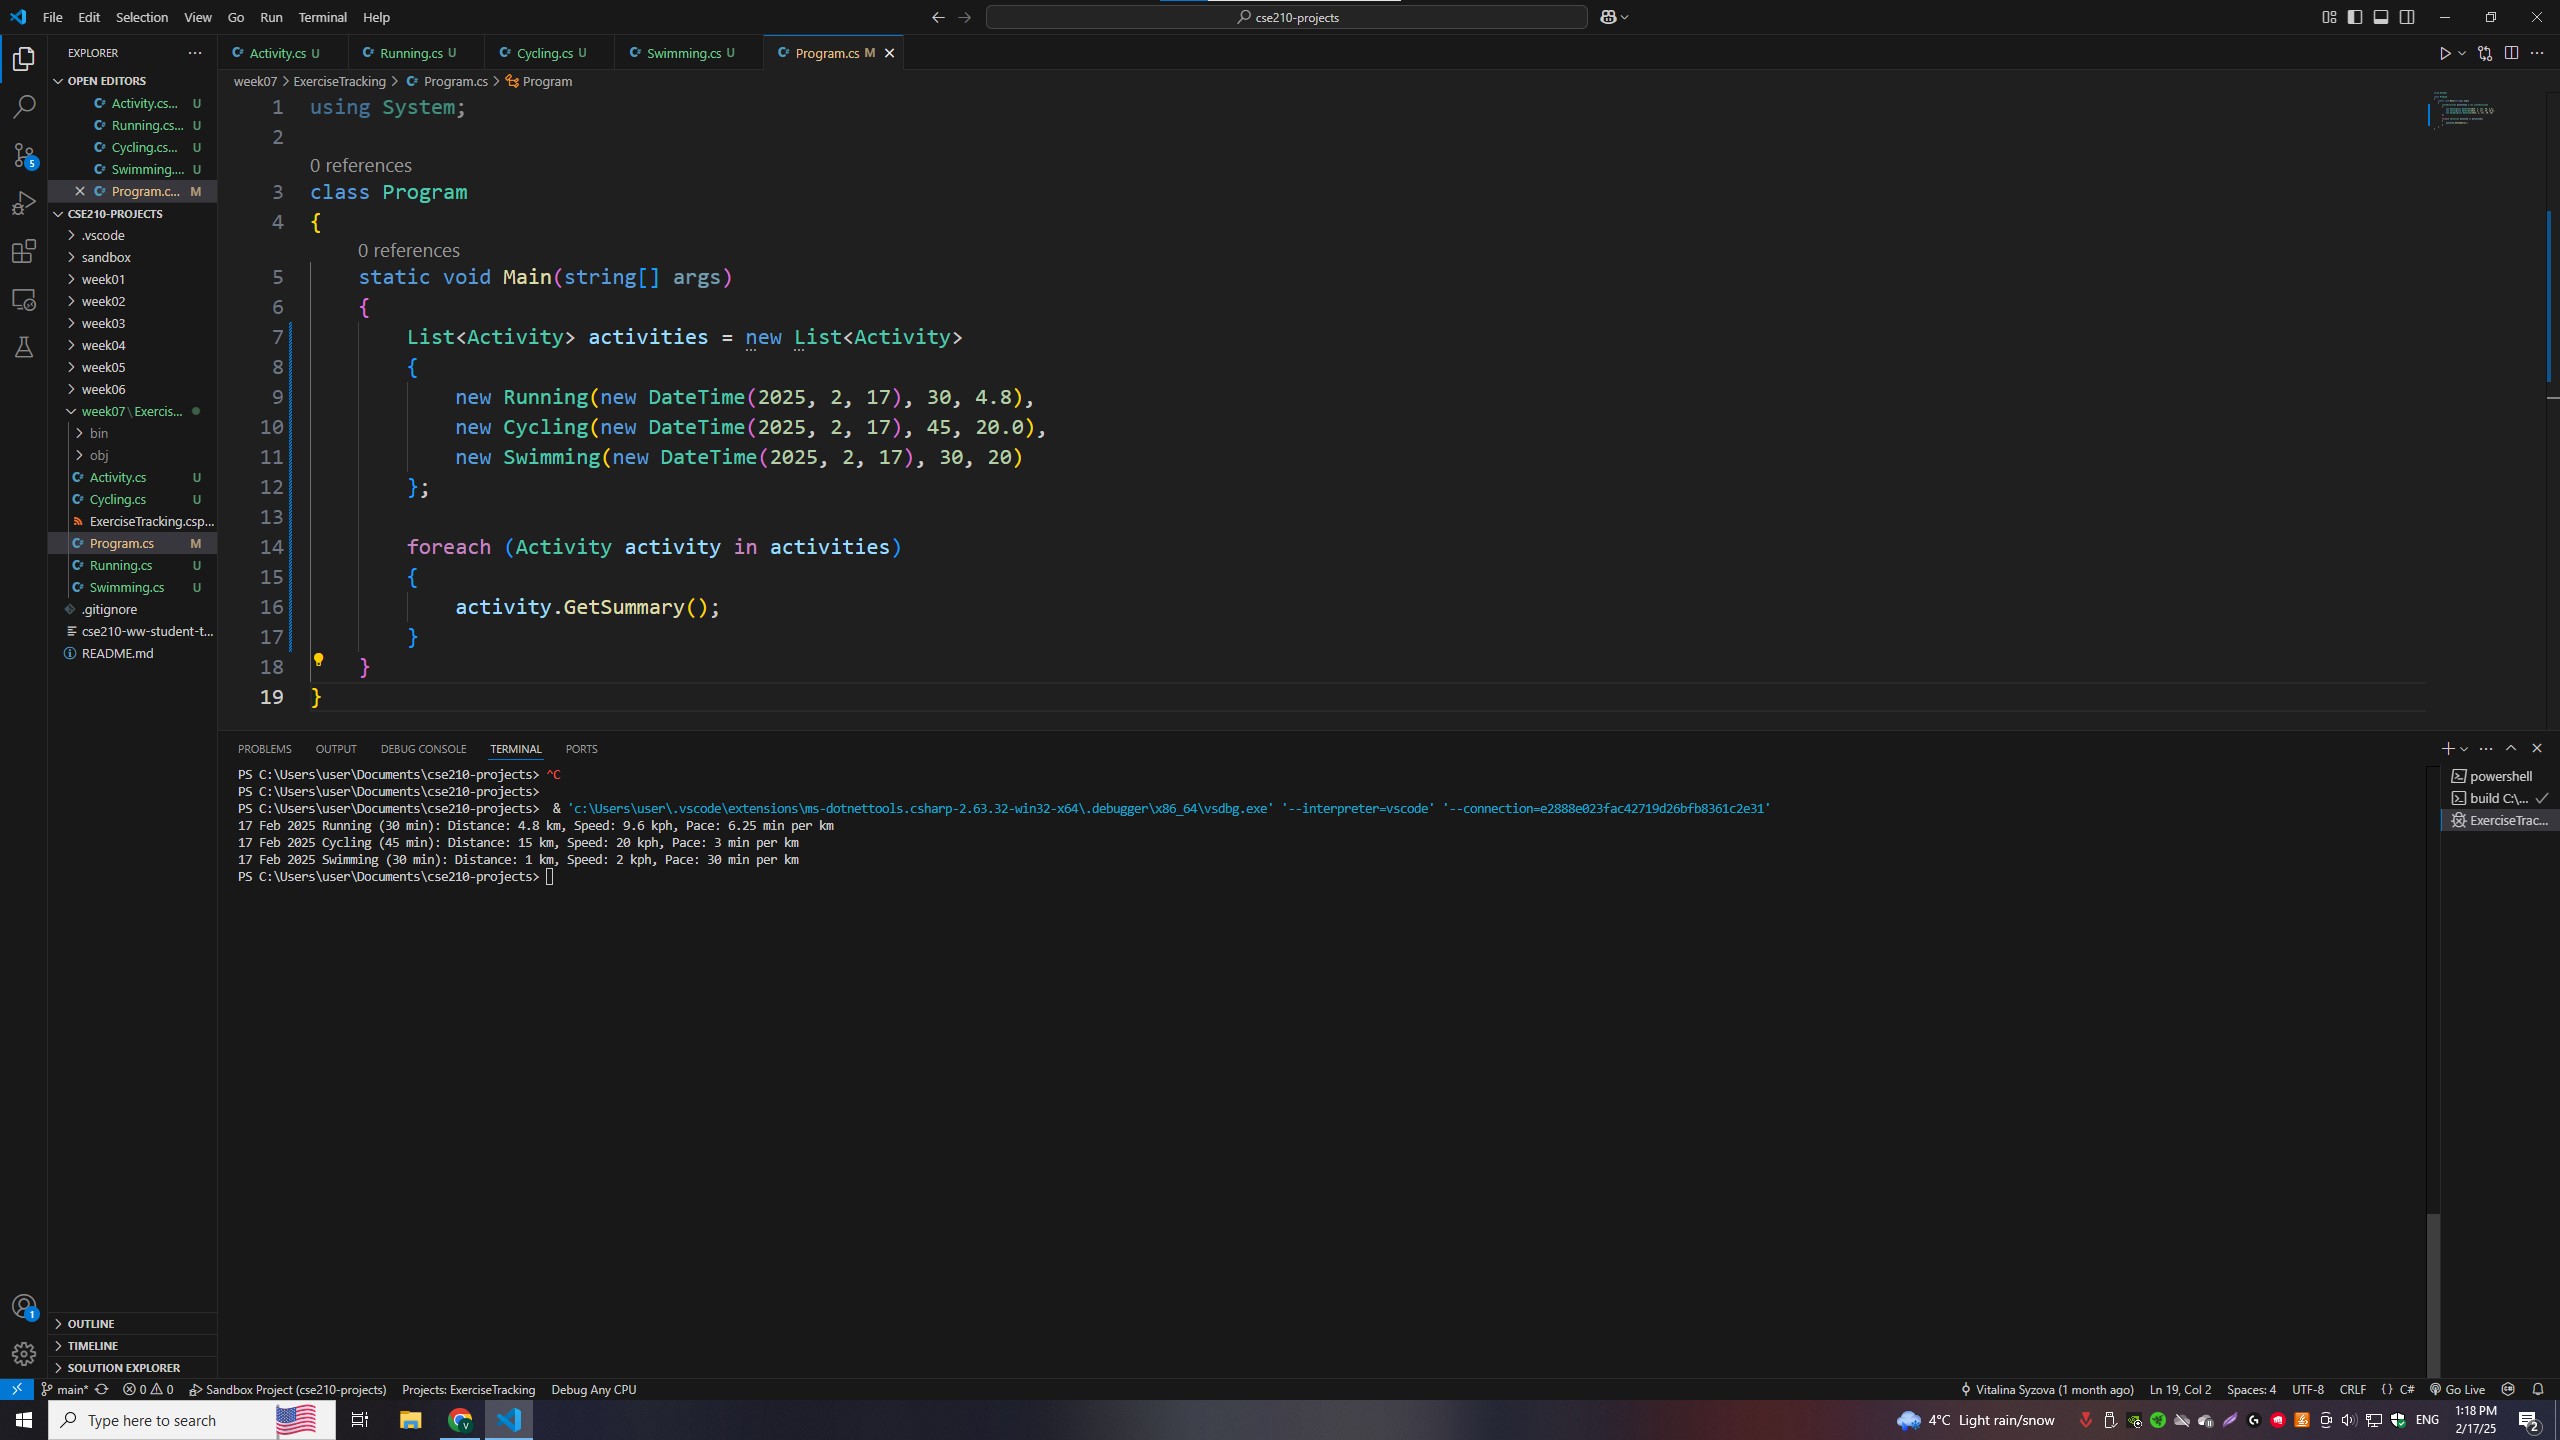 File Edit Selection View Go Run Terminal Help
cse210-projects
EXPLORER
OPEN EDITORS
Activity.cs... U
Running.cs... U
Cycling.cs... U
Swimming.... U
Program.c... M
CSE210-PROJECTS
.vscode
sandbox
week01
week02
week03
week04
week05
week06
week07\Exercis...
bin
obj
Activity.cs U
Cycling.cs U
ExerciseTracking.csp...
Program.cs M
Running.cs U
Swimming.cs U
.gitignore
cse210-ww-student-t...
README.md
OUTLINE
TIMELINE
SOLUTION EXPLORER
5
1
Activity.cs U Running.cs U Cycling.cs U Swimming.cs U Program.cs M
week07 > ExerciseTracking > Program.cs > Program
1 using System;
2
0 references
3 class Program
4 {
0 references
5 static void Main(string[] args)
6 {
7 List<Activity> activities = new List<Activity>
8 {
9 new Running(new DateTime(2025, 2, 17), 30, 4.8),
10 new Cycling(new DateTime(2025, 2, 17), 45, 20.0),
11 new Swimming(new DateTime(2025, 2, 17), 30, 20)
12 };
13
14 foreach (Activity activity in activities)
15 {
16 activity.GetSummary();
17 }
18 }
19 }
PROBLEMS OUTPUT DEBUG CONSOLE TERMINAL PORTS
PS C:\Users\user\Documents\cse210-projects> ^C
PS C:\Users\user\Documents\cse210-projects>
PS C:\Users\user\Documents\cse210-projects> & 'c:\Users\user\.vscode\extensions\ms-dotnettools.csharp-2.63.32-win32-x64\.debugger\x86_64\vsdbg.exe' '--interpreter=vscode' '--connection=e2888e023fac42719d26bfb8361c2e31'
17 Feb 2025 Running (30 min): Distance: 4.8 km, Speed: 9.6 kph, Pace: 6.25 min per km
17 Feb 2025 Cycling (45 min): Distance: 15 km, Speed: 20 kph, Pace: 3 min per km
17 Feb 2025 Swimming (30 min): Distance: 1 km, Speed: 2 kph, Pace: 30 min per km
PS C:\Users\user\Documents\cse210-projects>
powershell
build C:\...
ExerciseTrac...
main* 0 0 Sandbox Project (cse210-projects) Projects: ExerciseTracking Debug Any CPU Vitalina Syzova (1 month ago) Ln 19, Col 2 Spaces: 4 UTF-8 CRLF {} C# Go Live
Type here to search 4°C Light rain/snow ENG 1:18 PM
2/17/25 2